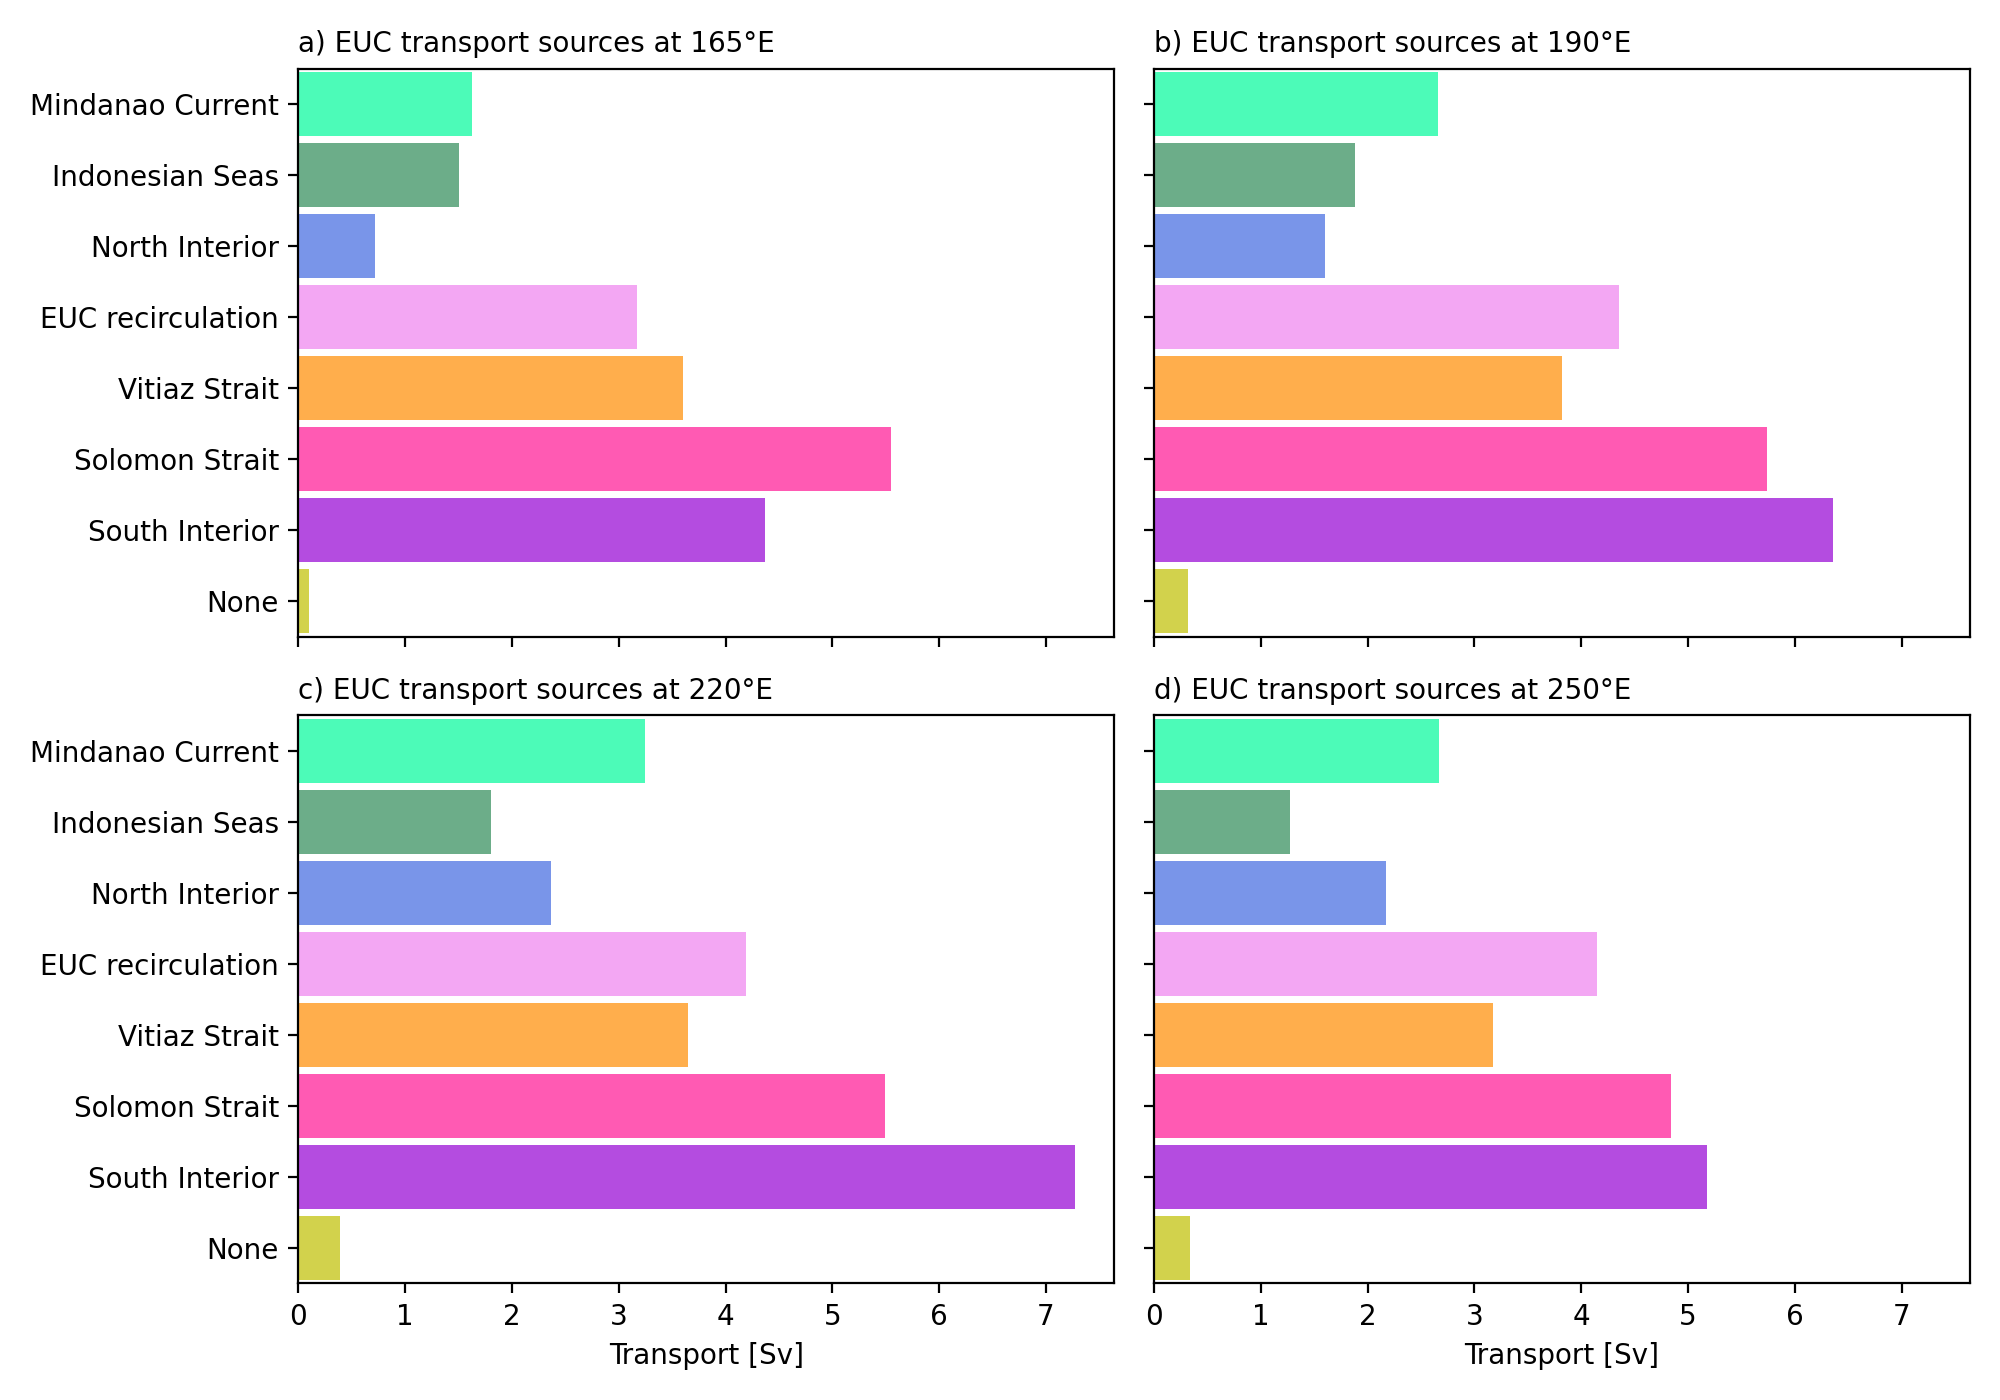 a) EUC transport sources at 165°E
Mindanao Current
Indonesian Seas
North Interior
EUC recirculation
Vitiaz Strait
Solomon Strait
South Interior
None
b) EUC transport sources at 190°E
c) EUC transport sources at 220°E
Mindanao Current
Indonesian Seas
North Interior
EUC recirculation
Vitiaz Strait
Solomon Strait
South Interior
None
0 1 2 3 4 5 6 7
Transport [Sv]
d) EUC transport sources at 250°E
0 1 2 3 4 5 6 7
Transport [Sv]